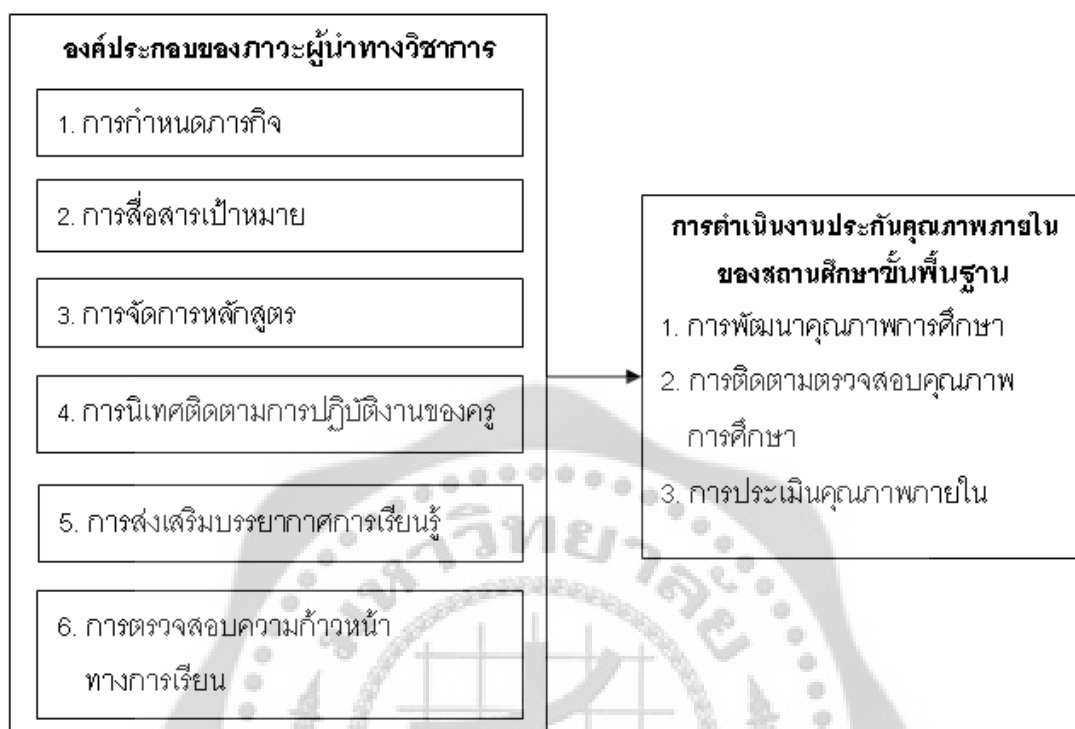 องค์ประกอบของภาวะผู้นำทางวิชาการ
1. การกำหนดภารกิจ
2. การสื่อสารเป้าหมาย
3. การจัดการหลักสูตร
4. การนิเทศติดตามการปฏิบัติงานของครู
5. การส่งเสริมบรรยากาศการเรียนรู้
6. การตรวจสอบความก้าวหน้า
ทางการเรียน
การดำเนินงานประกันคุณภาพภายใน
ของสถานศึกษาขั้นพื้นฐาน
1. การพัฒนาคุณภาพการศึกษา
2. การติดตามตรวจสอบคุณภาพ
การศึกษา
3. การประเมินคุณภาพภายใน
มหาวิทยาลัย